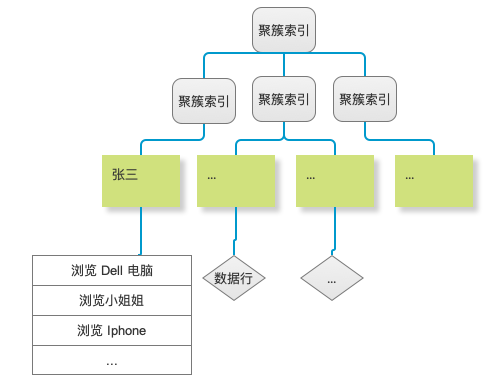 聚簇索引
聚簇索引
聚簇索引
聚簇索引
张三
...
...
...
浏览 Dell 电脑
浏览小姐姐
浏览 Iphone
...
数据行
...